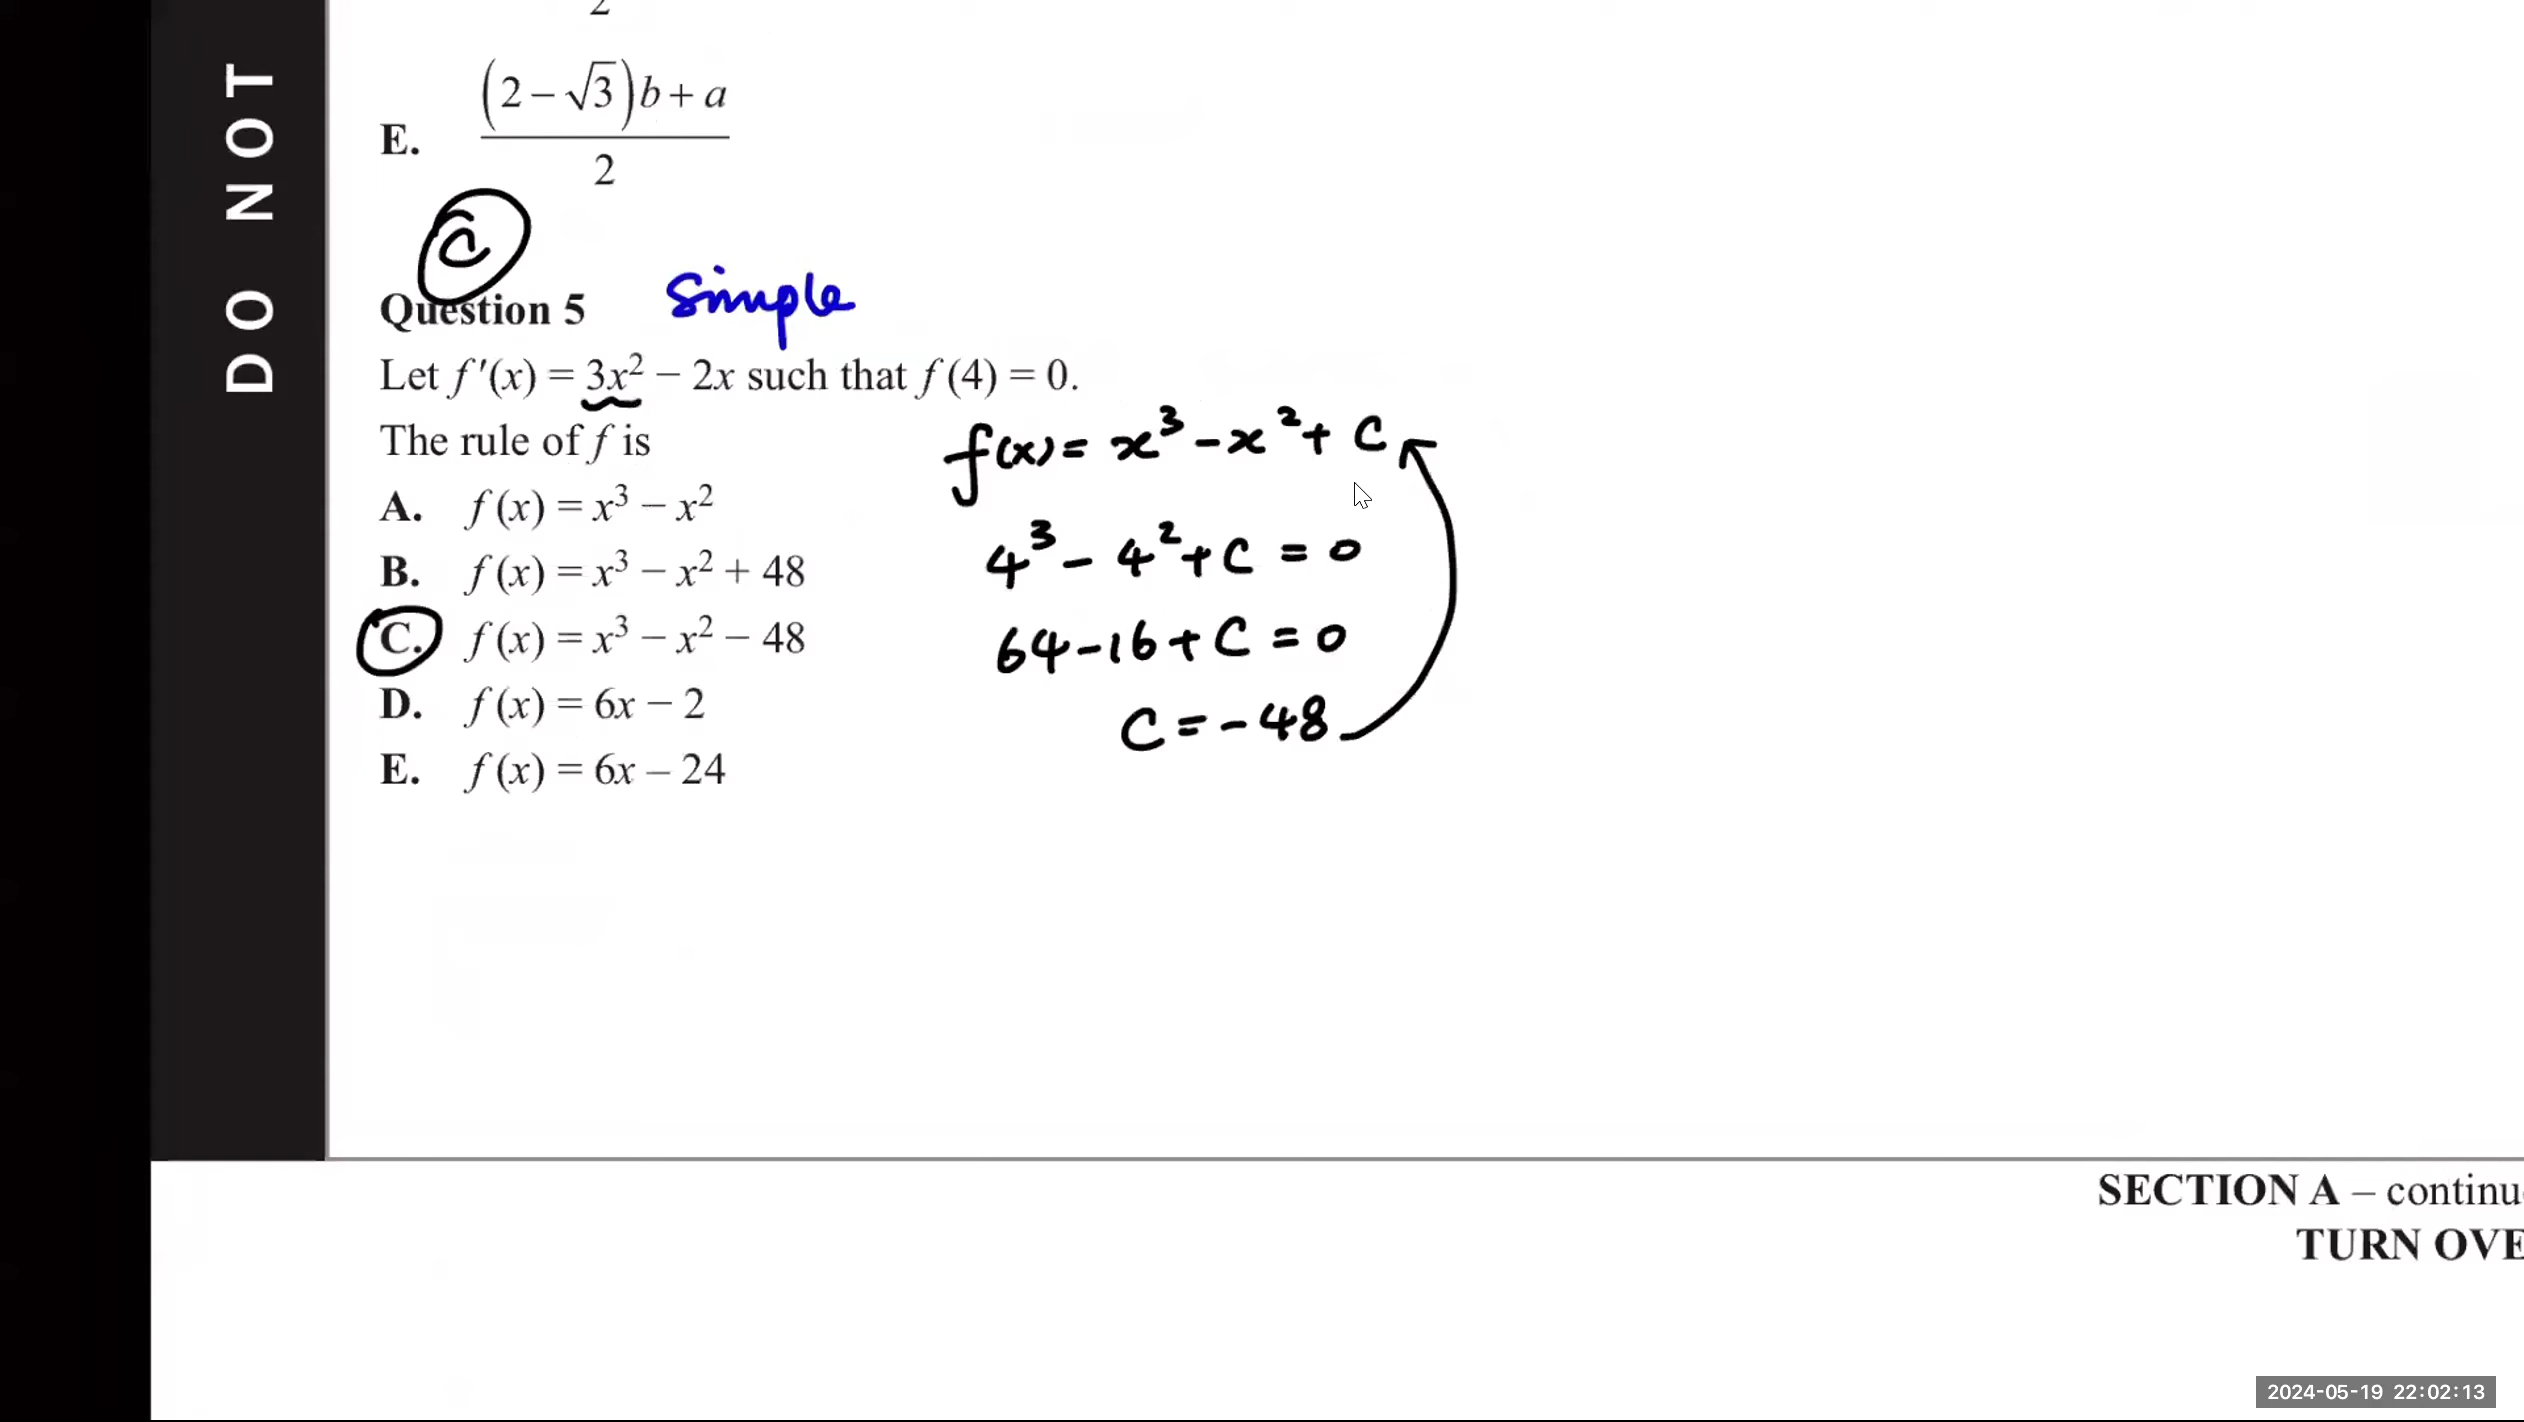 DO NOT
2
E. (2 − √3)b + a
2
C
Question 5 Simple
Let f′(x) = 3x² − 2x such that f(4) = 0.
The rule of f is
A. f(x) = x³ − x²
B. f(x) = x³ − x² + 48
C. f(x) = x³ − x² − 48
D. f(x) = 6x − 2
E. f(x) = 6x − 24
f(x) = x³ − x² + C
4³ − 4² + C = 0
64 − 16 + C = 0
C = −48
SECTION A – continu
TURN OVE
2024-05-19 22:02:13